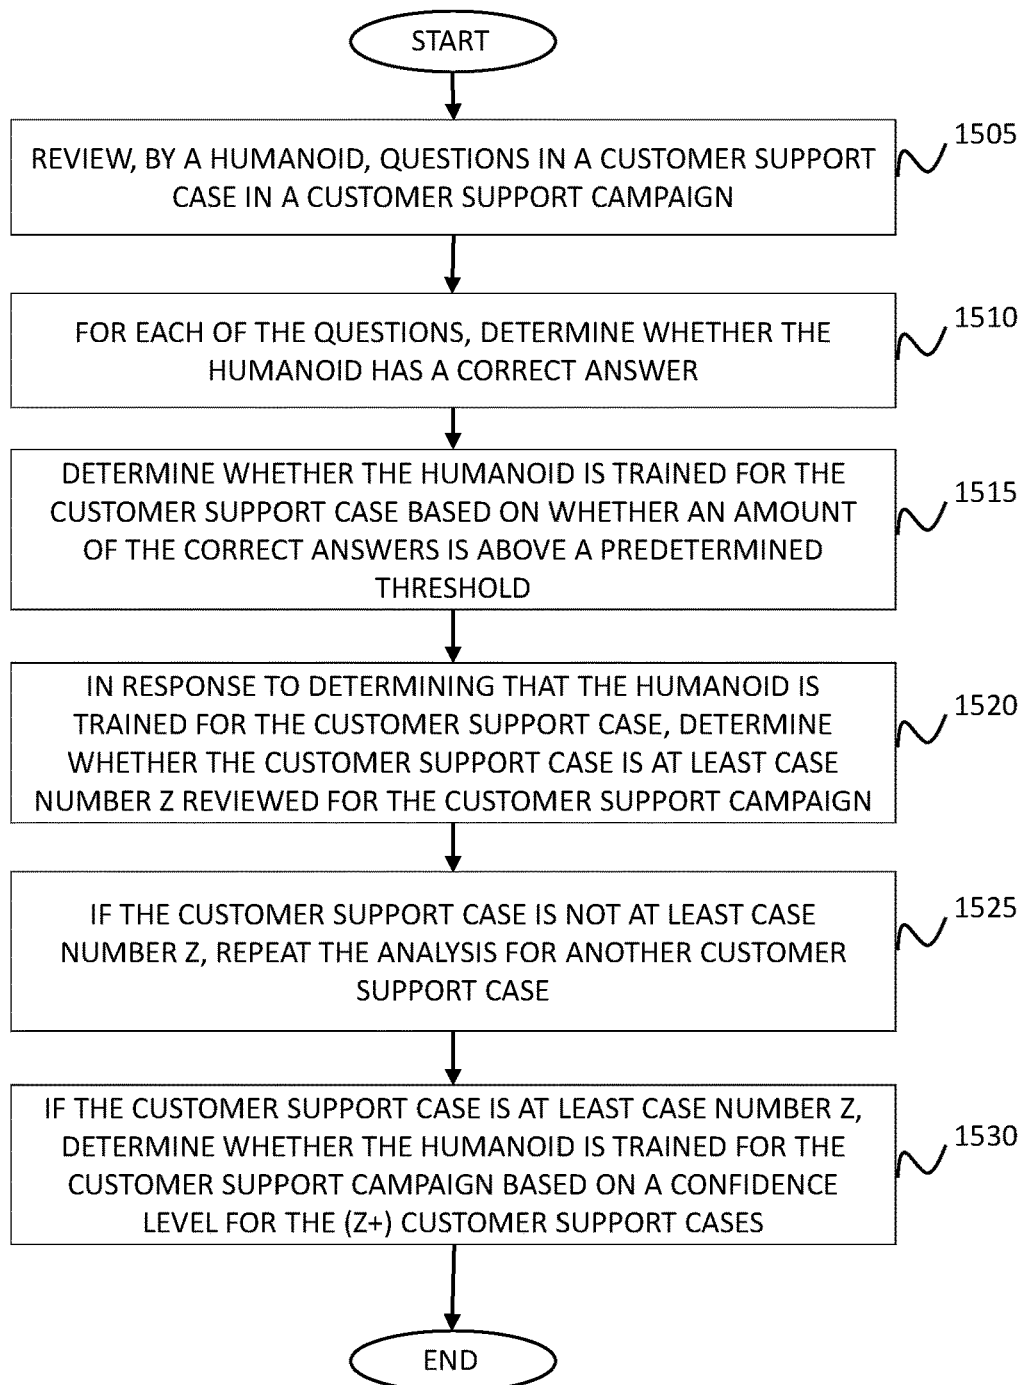 START
REVIEW, BY A HUMANOID, QUESTIONS IN A CUSTOMER SUPPORT
CASE IN A CUSTOMER SUPPORT CAMPAIGN
1505
FOR EACH OF THE QUESTIONS, DETERMINE WHETHER THE
HUMANOID HAS A CORRECT ANSWER
1510
DETERMINE WHETHER THE HUMANOID IS TRAINED FOR THE
CUSTOMER SUPPORT CASE BASED ON WHETHER AN AMOUNT
OF THE CORRECT ANSWERS IS ABOVE A PREDETERMINED
THRESHOLD
1515
IN RESPONSE TO DETERMINING THAT THE HUMANOID IS
TRAINED FOR THE CUSTOMER SUPPORT CASE, DETERMINE
WHETHER THE CUSTOMER SUPPORT CASE IS AT LEAST CASE
NUMBER Z REVIEWED FOR THE CUSTOMER SUPPORT CAMPAIGN
1520
IF THE CUSTOMER SUPPORT CASE IS NOT AT LEAST CASE
NUMBER Z, REPEAT THE ANALYSIS FOR ANOTHER CUSTOMER
SUPPORT CASE
1525
IF THE CUSTOMER SUPPORT CASE IS AT LEAST CASE NUMBER Z,
DETERMINE WHETHER THE HUMANOID IS TRAINED FOR THE
CUSTOMER SUPPORT CAMPAIGN BASED ON A CONFIDENCE
LEVEL FOR THE (Z+) CUSTOMER SUPPORT CASES
1530
END